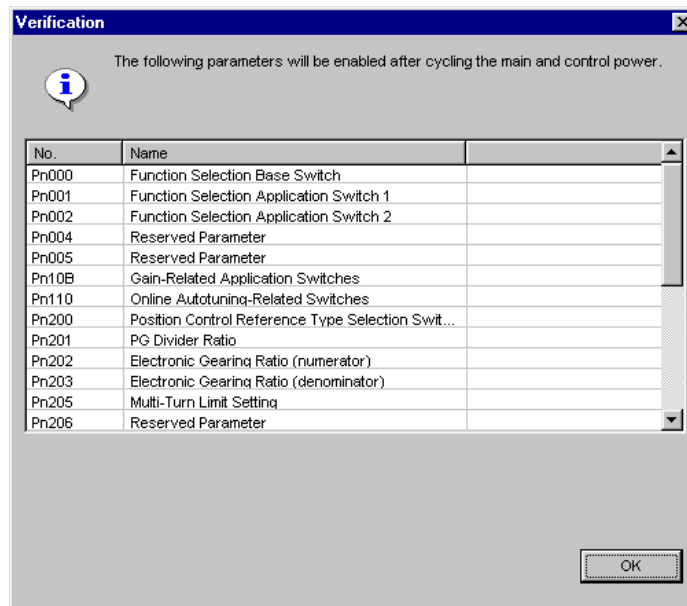 Verification
The following parameters will be enabled after cycling the main and control power.
No. Name
Pn000 Function Selection Base Switch
Pn001 Function Selection Application Switch 1
Pn002 Function Selection Application Switch 2
Pn004 Reserved Parameter
Pn005 Reserved Parameter
Pn10B Gain-Related Application Switches
Pn110 Online Autotuning-Related Switches
Pn200 Position Control Reference Type Selection Swit...
Pn201 PG Divider Ratio
Pn202 Electronic Gearing Ratio (numerator)
Pn203 Electronic Gearing Ratio (denominator)
Pn205 Multi-Turn Limit Setting
Pn206 Reserved Parameter
OK